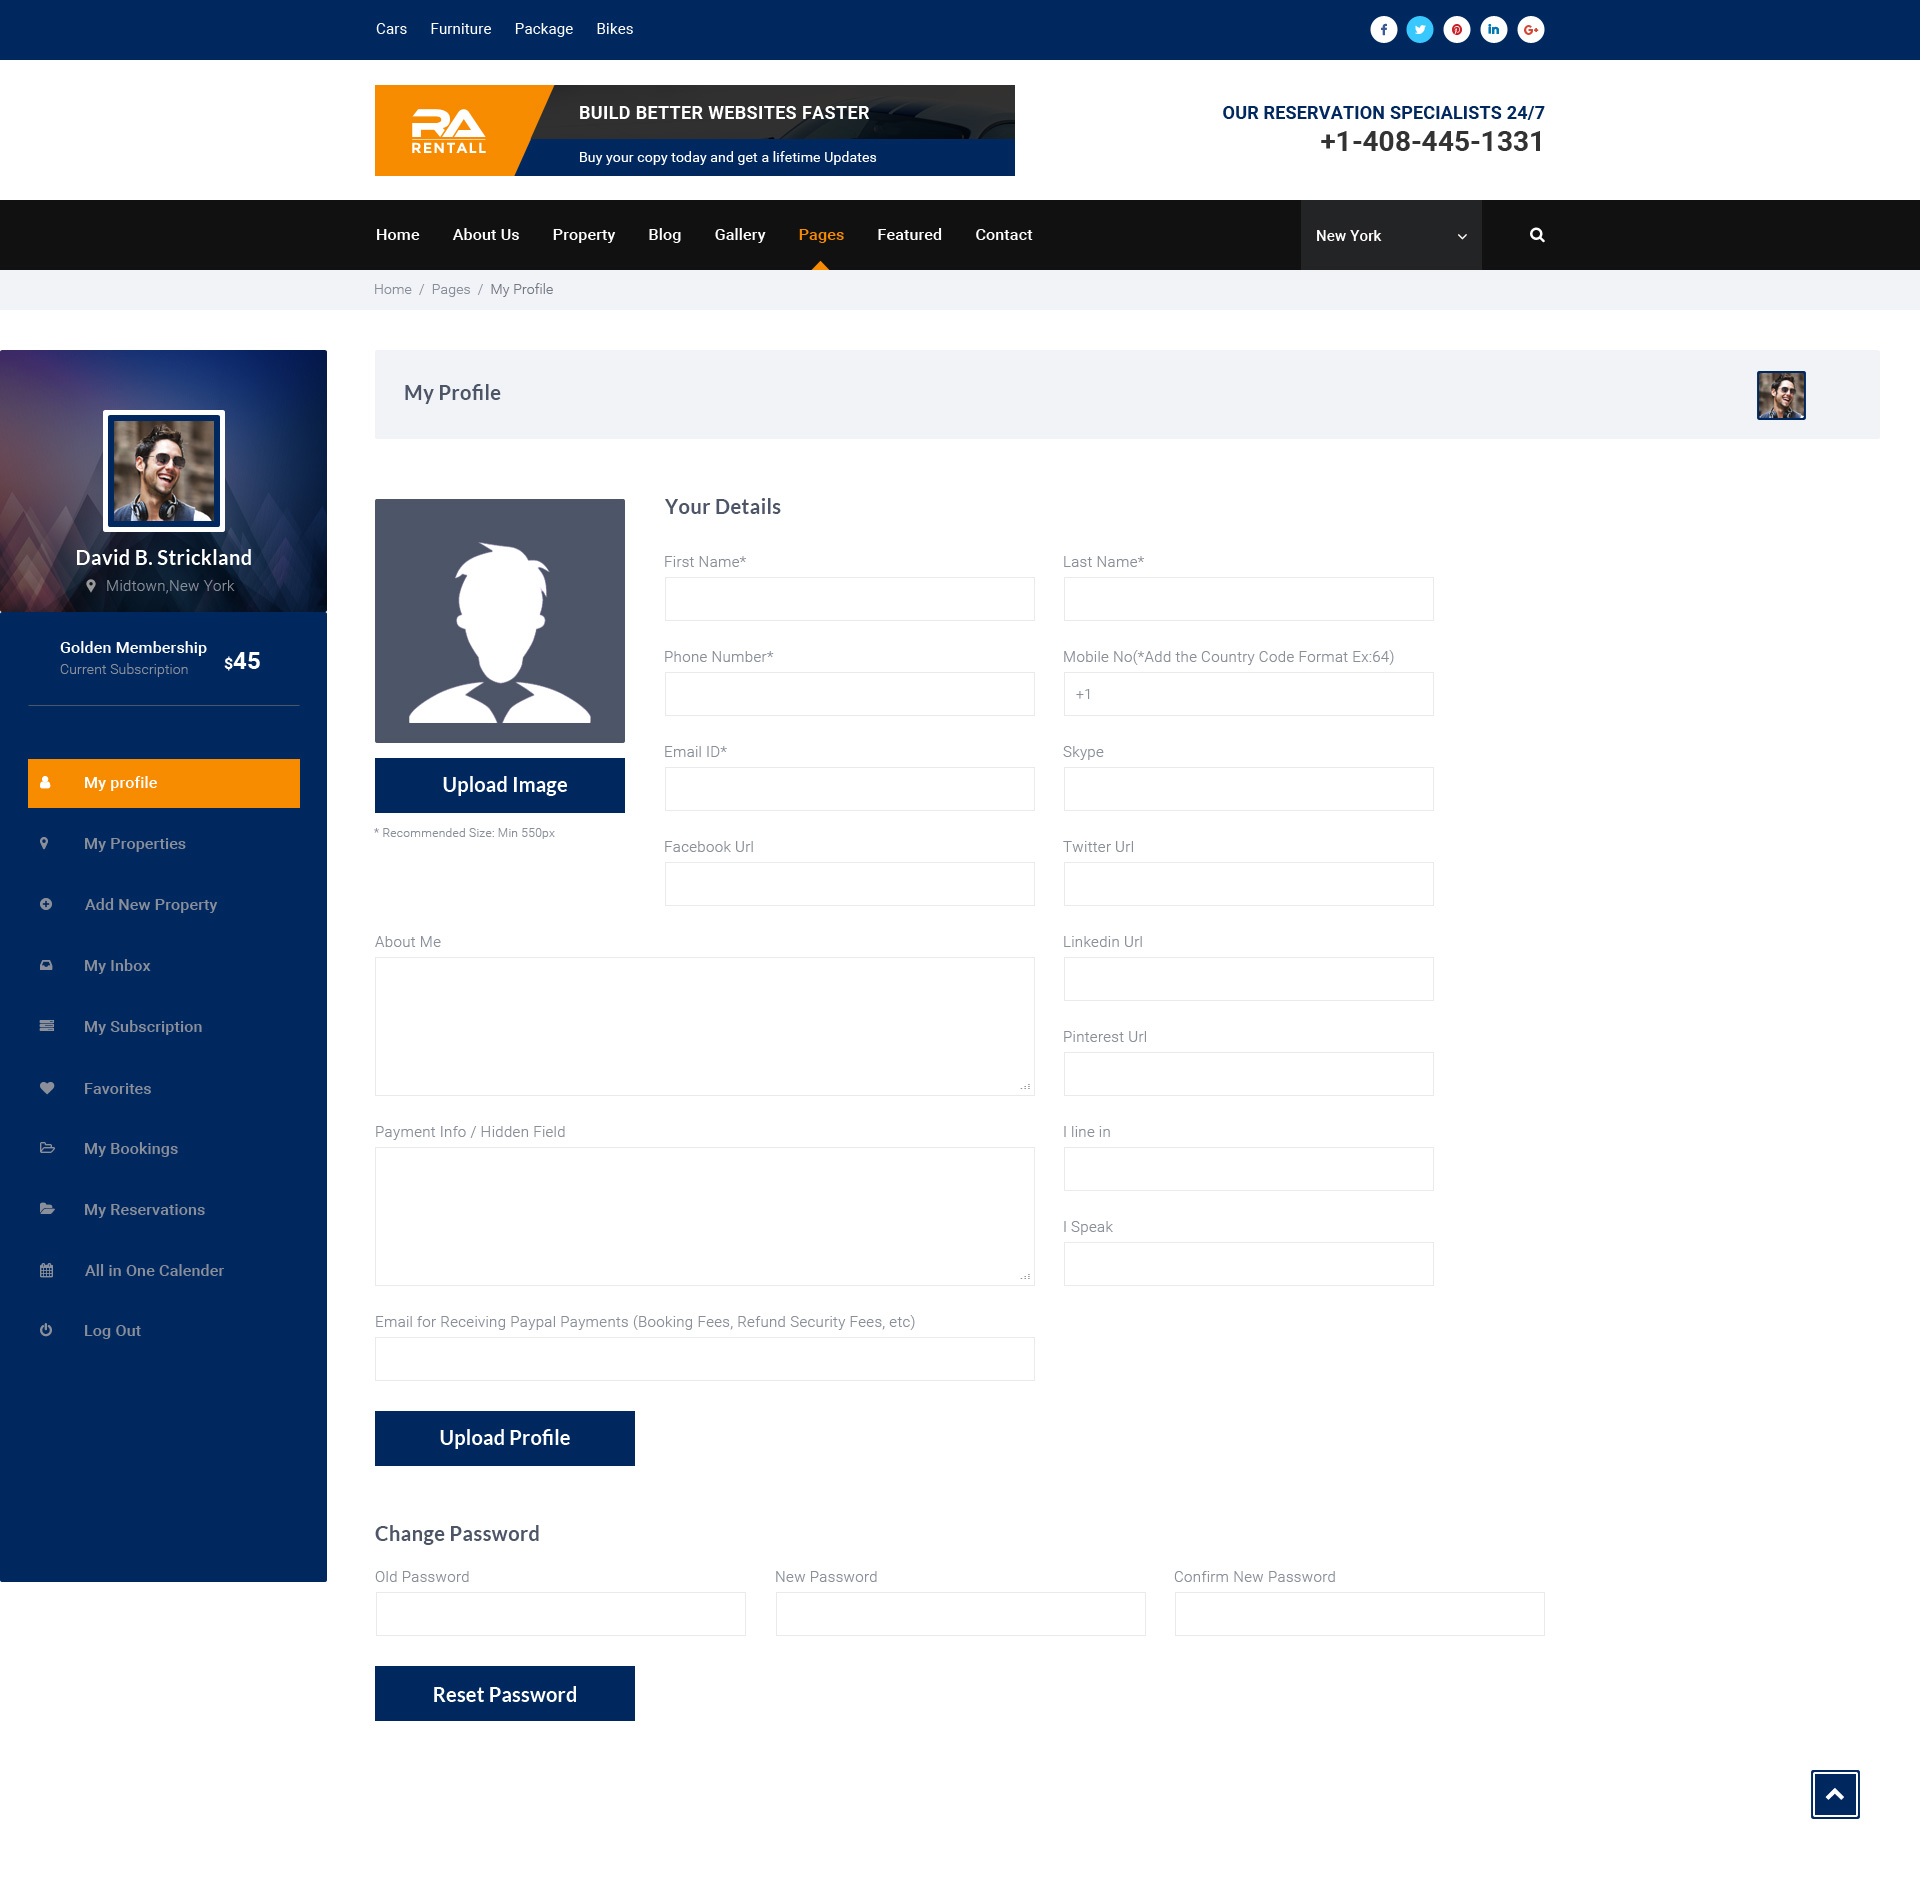 Cars Furniture Package Bikes
RA
RENTALL
BUILD BETTER WEBSITES FASTER
Buy your copy today and get a lifetime Updates
OUR RESERVATION SPECIALISTS 24/7
+1-408-445-1331
Home About Us Property Blog Gallery Pages Featured Contact
New York
Home / Pages / My Profile
David B. Strickland
Midtown,New York
Golden Membership
Current Subscription
$45
My profile
My Properties
Add New Property
My Inbox
My Subscription
Favorites
My Bookings
My Reservations
All in One Calender
Log Out
My Profile
Upload Image
* Recommended Size: Min 550px
Your Details
First Name*
Last Name*
Phone Number*
Mobile No(*Add the Country Code Format Ex:64)
+1
Email ID*
Skype
Facebook Url
Twitter Url
About Me
Linkedin Url
Pinterest Url
Payment Info / Hidden Field
I line in
I Speak
Email for Receiving Paypal Payments (Booking Fees, Refund Security Fees, etc)
Upload Profile
Change Password
Old Password
New Password
Confirm New Password
Reset Password